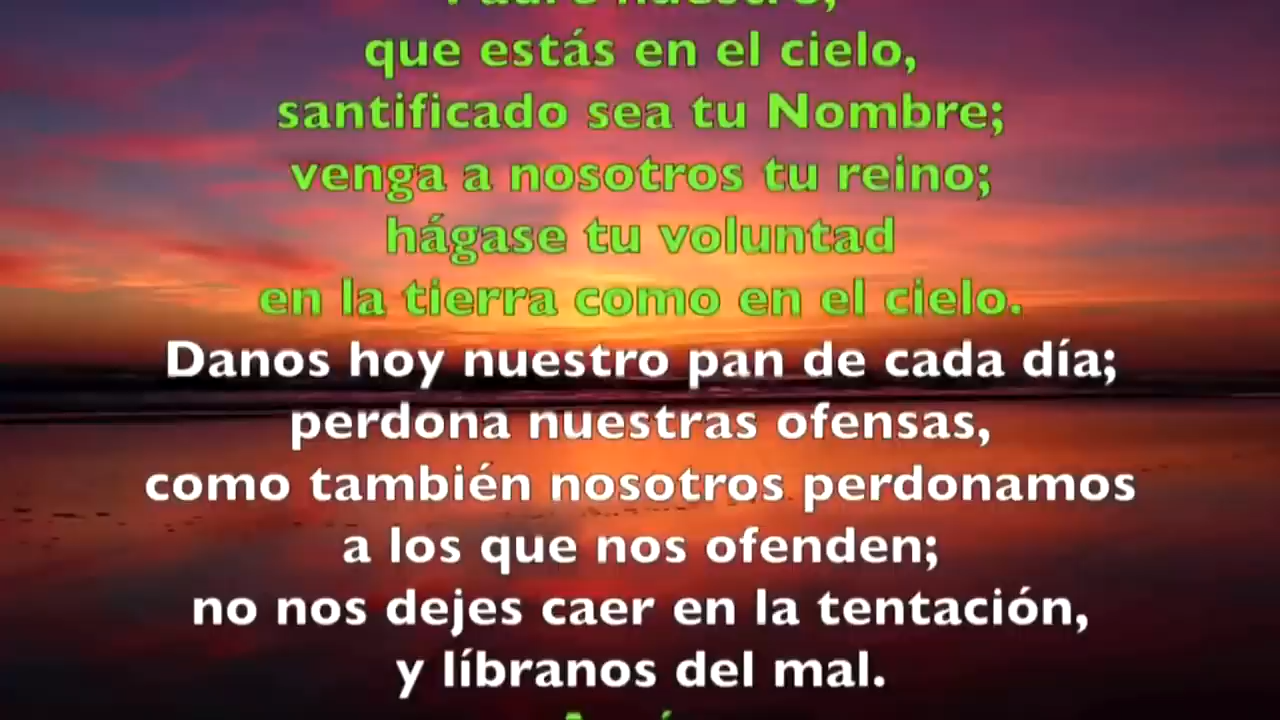 que estás en el cielo,
santificado sea tu Nombre;
venga a nosotros tu reino;
hágase tu voluntad
en la tierra como en el cielo.
Danos hoy nuestro pan de cada día;
perdona nuestras ofensas,
como también nosotros perdonamos
a los que nos ofenden;
no nos dejes caer en la tentación,
y líbranos del mal.